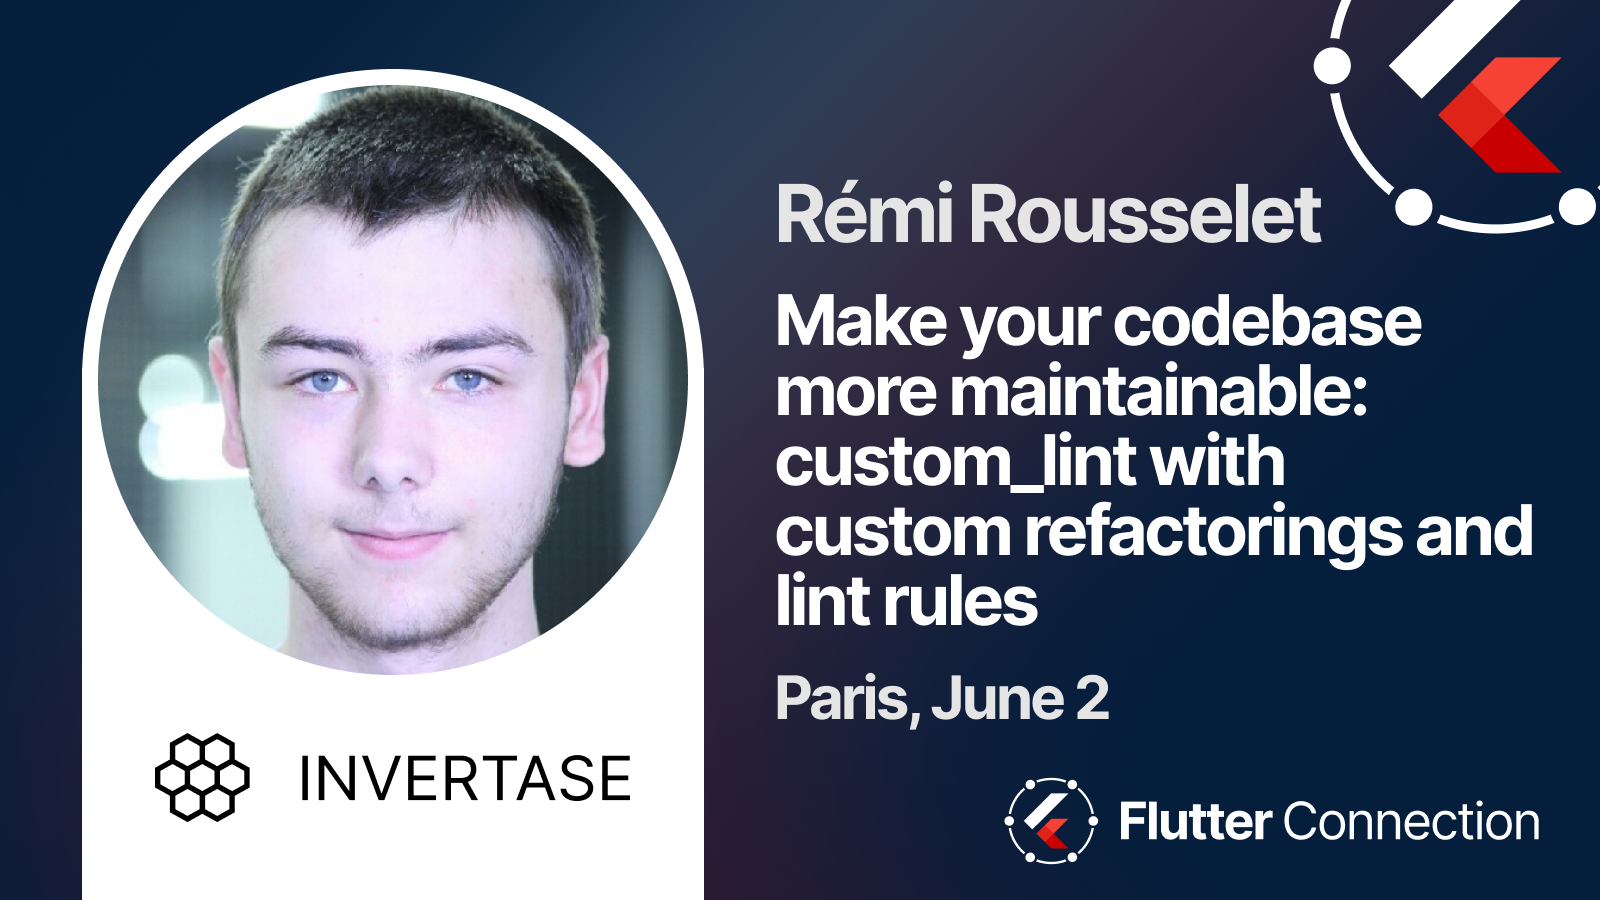 Rémi Rousselet
Make your codebase
more maintainable:
custom_lint with
custom refactorings and
lint rules
Paris, June 2
INVERTASE
Flutter Connection